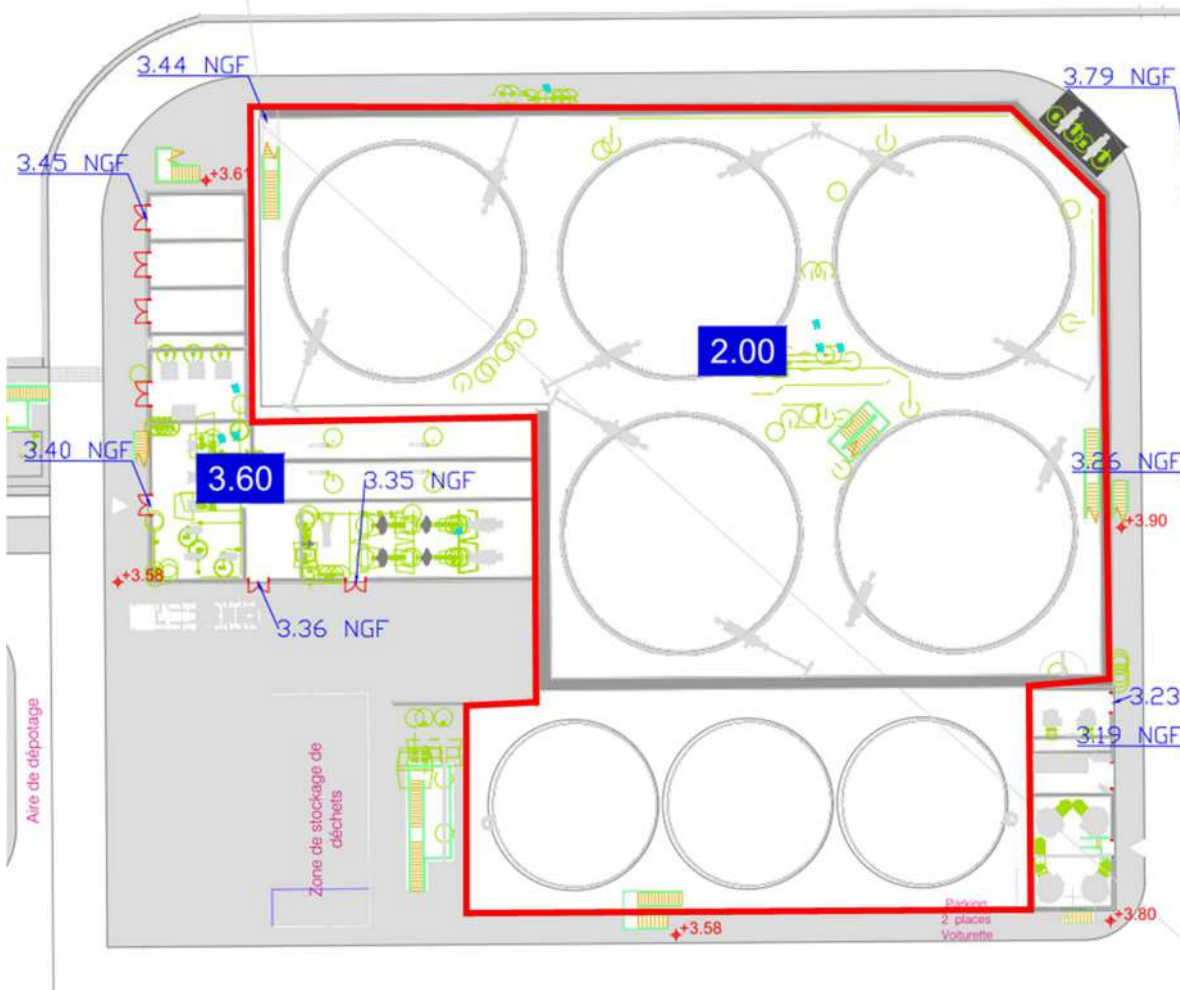 3.44 NGF
3.79 NGF
3.45 NGF
+3.61
2.00
3.40 NGF
3.60
3.35 NGF
3.26 NGF
+3.90
+3.58
3.36 NGF
3.23
3.19 NGF
Aire de dépotage
Zone de stockage de
déchets
Parking
2 places
Voiturette
+3.58
+3.80